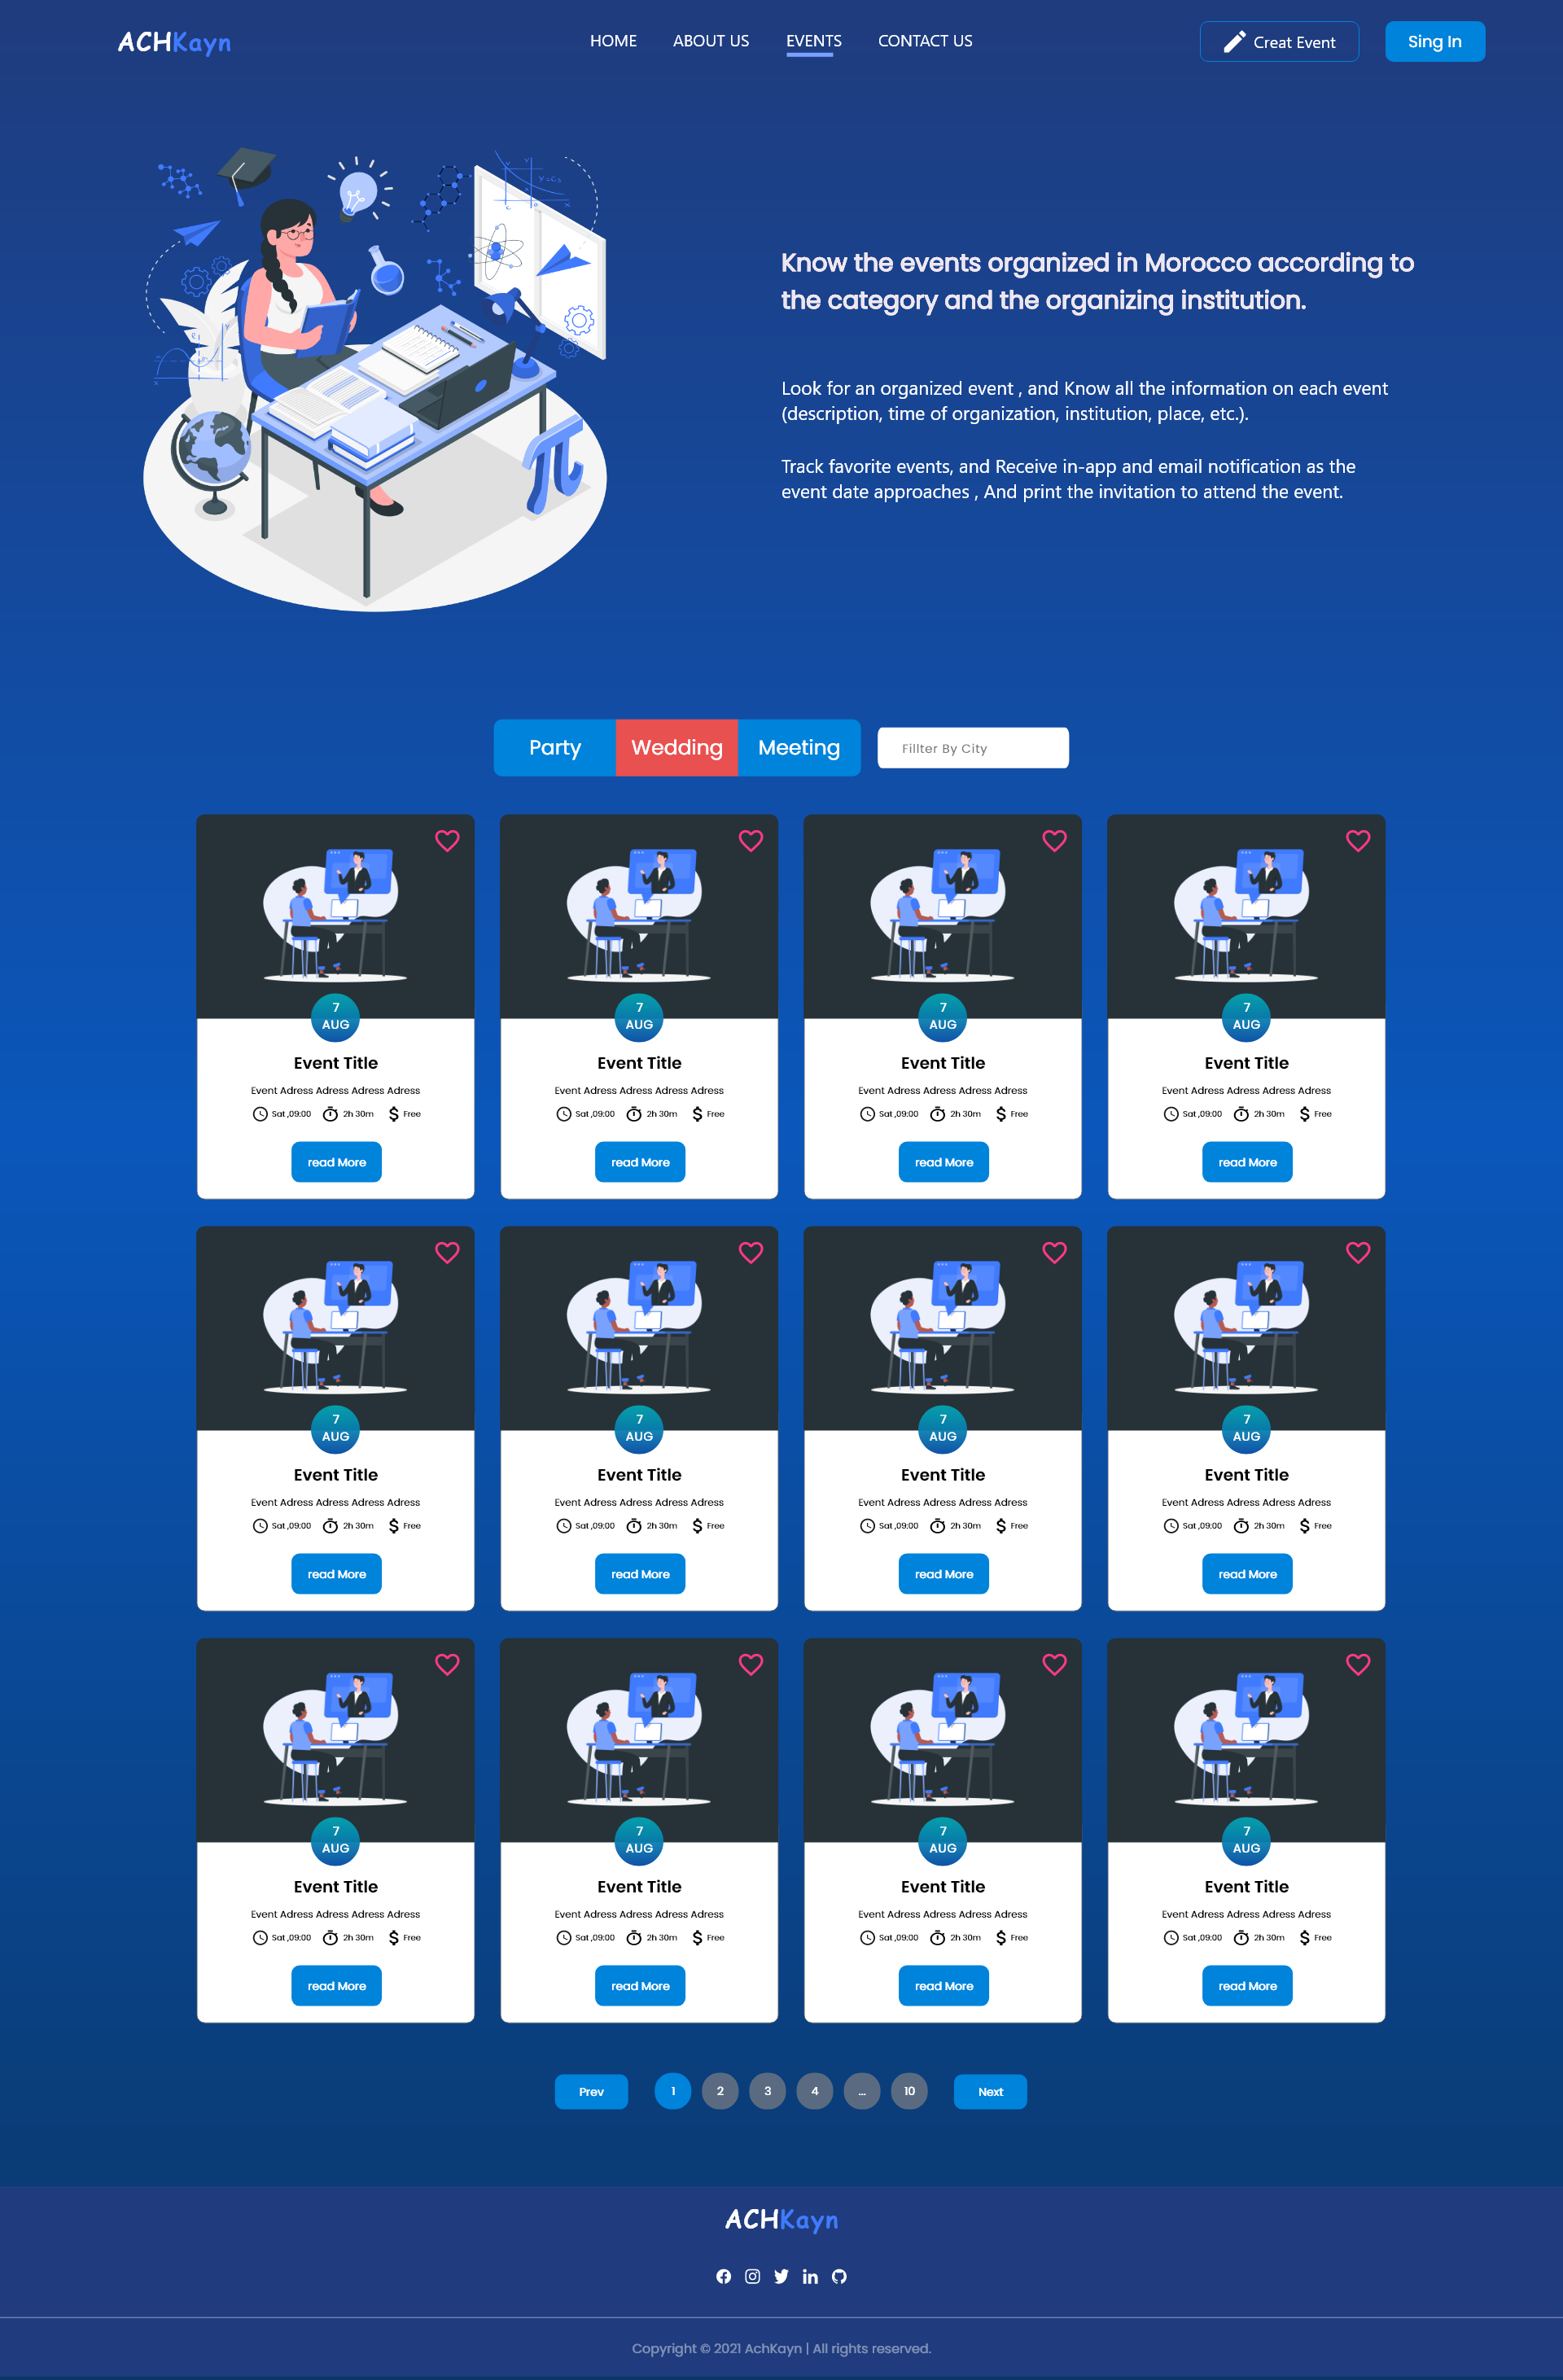 ACHKayn
HOME ABOUT US EVENTS CONTACT US
Creat Event
Sing In
Know the events organized in Morocco according to
the category and the organizing institution.
Look for an organized event , and Know all the information on each event
(description, time of organization, institution, place, etc.).
Track favorite events, and Receive in-app and email notification as the
event date approaches , And print the invitation to attend the event.
Party Wedding Meeting
Fillter By City
7
AUG
Event Title
Event Adress Adress Adress Adress
Sat ,09:00 2h 30m Free
read More
7
AUG
Event Title
Event Adress Adress Adress Adress
Sat ,09:00 2h 30m Free
read More
7
AUG
Event Title
Event Adress Adress Adress Adress
Sat ,09:00 2h 30m Free
read More
7
AUG
Event Title
Event Adress Adress Adress Adress
Sat ,09:00 2h 30m Free
read More
7
AUG
Event Title
Event Adress Adress Adress Adress
Sat ,09:00 2h 30m Free
read More
7
AUG
Event Title
Event Adress Adress Adress Adress
Sat ,09:00 2h 30m Free
read More
7
AUG
Event Title
Event Adress Adress Adress Adress
Sat ,09:00 2h 30m Free
read More
7
AUG
Event Title
Event Adress Adress Adress Adress
Sat ,09:00 2h 30m Free
read More
7
AUG
Event Title
Event Adress Adress Adress Adress
Sat ,09:00 2h 30m Free
read More
7
AUG
Event Title
Event Adress Adress Adress Adress
Sat ,09:00 2h 30m Free
read More
7
AUG
Event Title
Event Adress Adress Adress Adress
Sat ,09:00 2h 30m Free
read More
7
AUG
Event Title
Event Adress Adress Adress Adress
Sat ,09:00 2h 30m Free
read More
Prev 1 2 3 4 ... 10 Next
ACHKayn
Copyright © 2021 AchKayn | All rights reserved.